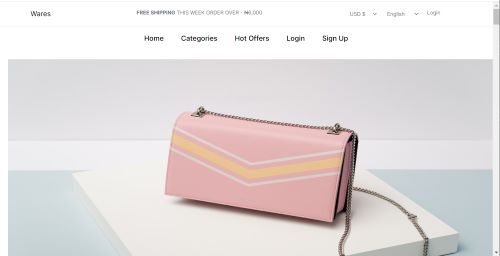 Wares
FREE SHIPPING THIS WEEK ORDER OVER - ₦6,000
USD $
English
Login
Home Categories Hot Offers Login Sign Up